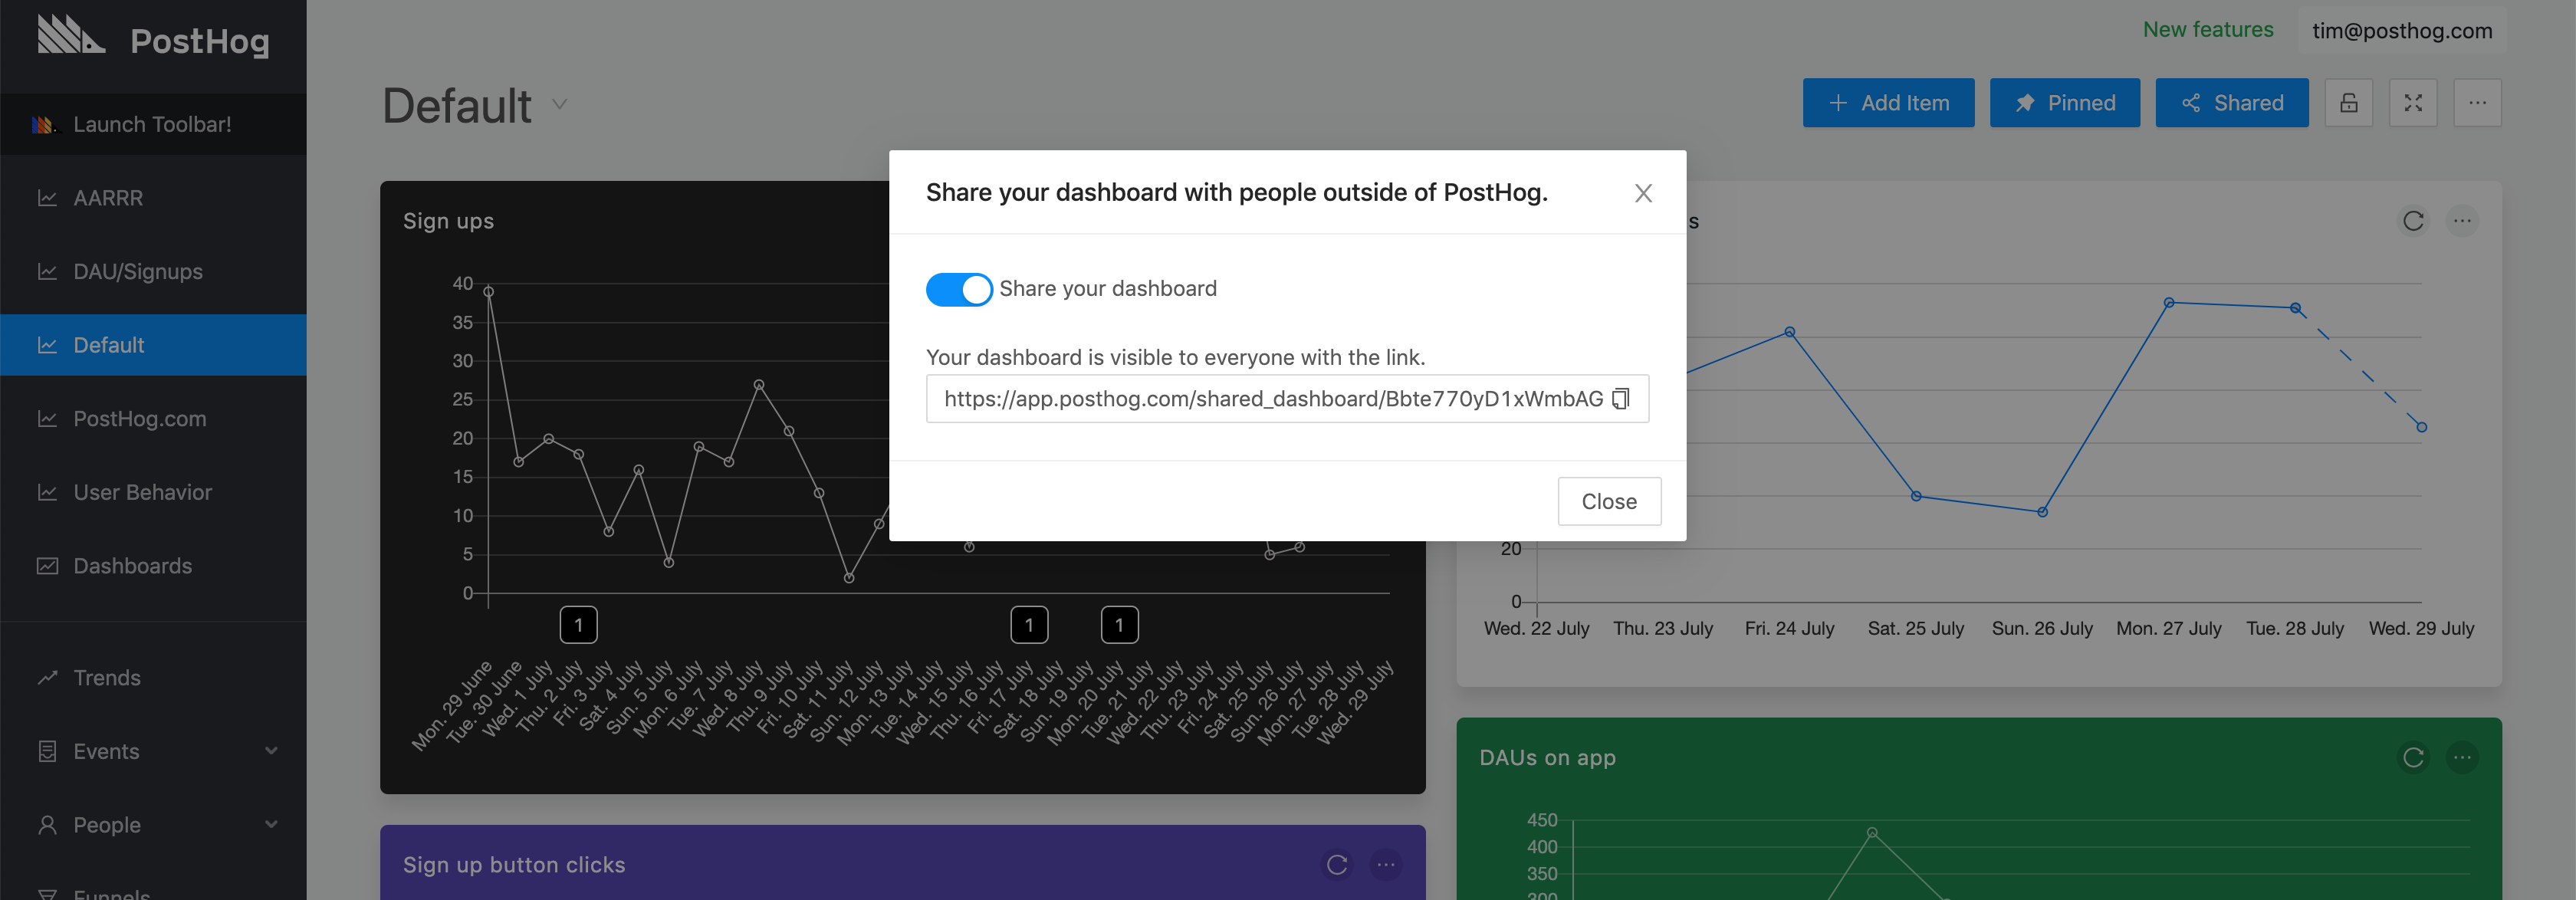 PostHog
New features
tim@posthog.com
Launch Toolbar!
AARRR
DAU/Signups
Default
PostHog.com
User Behavior
Dashboards
Trends
Events
People
Funnels
Default
Add Item
Pinned
Shared
Share your dashboard with people outside of PostHog.
Share your dashboard
Your dashboard is visible to everyone with the link.
https://app.posthog.com/shared_dashboard/Bbte770yD1xWmbAG
Close
Sign ups
40
35
30
25
20
15
10
5
0
1
1
1
Mon. 29 June
Tue. 30 June
Wed. 1 July
Thu. 2 July
Fri. 3 July
Sat. 4 July
Sun. 5 July
Mon. 6 July
Tue. 7 July
Wed. 8 July
Thu. 9 July
Fri. 10 July
Sat. 11 July
Sun. 12 July
Mon. 13 July
Tue. 14 July
Wed. 15 July
Thu. 16 July
Fri. 17 July
Sat. 18 July
Sun. 19 July
Mon. 20 July
Tue. 21 July
Wed. 22 July
Thu. 23 July
Fri. 24 July
Sat. 25 July
Sun. 26 July
Mon. 27 July
Tue. 28 July
Wed. 29 July
s
20
0
Wed. 22 July
Thu. 23 July
Fri. 24 July
Sat. 25 July
Sun. 26 July
Mon. 27 July
Tue. 28 July
Wed. 29 July
Sign up button clicks
DAUs on app
450
400
350
300